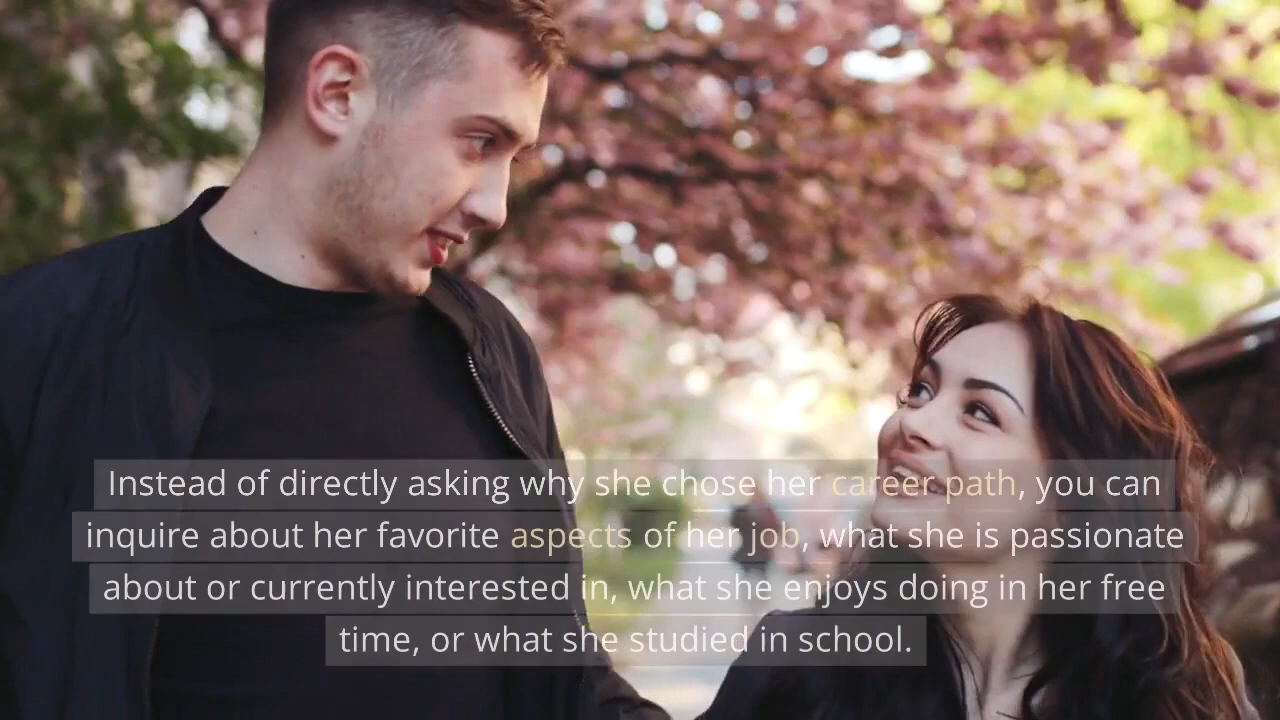 Instead of directly asking why she chose her career path, you can
inquire about her favorite aspects of her job, what she is passionate
about or currently interested in, what she enjoys doing in her free
time, or what she studied in school.